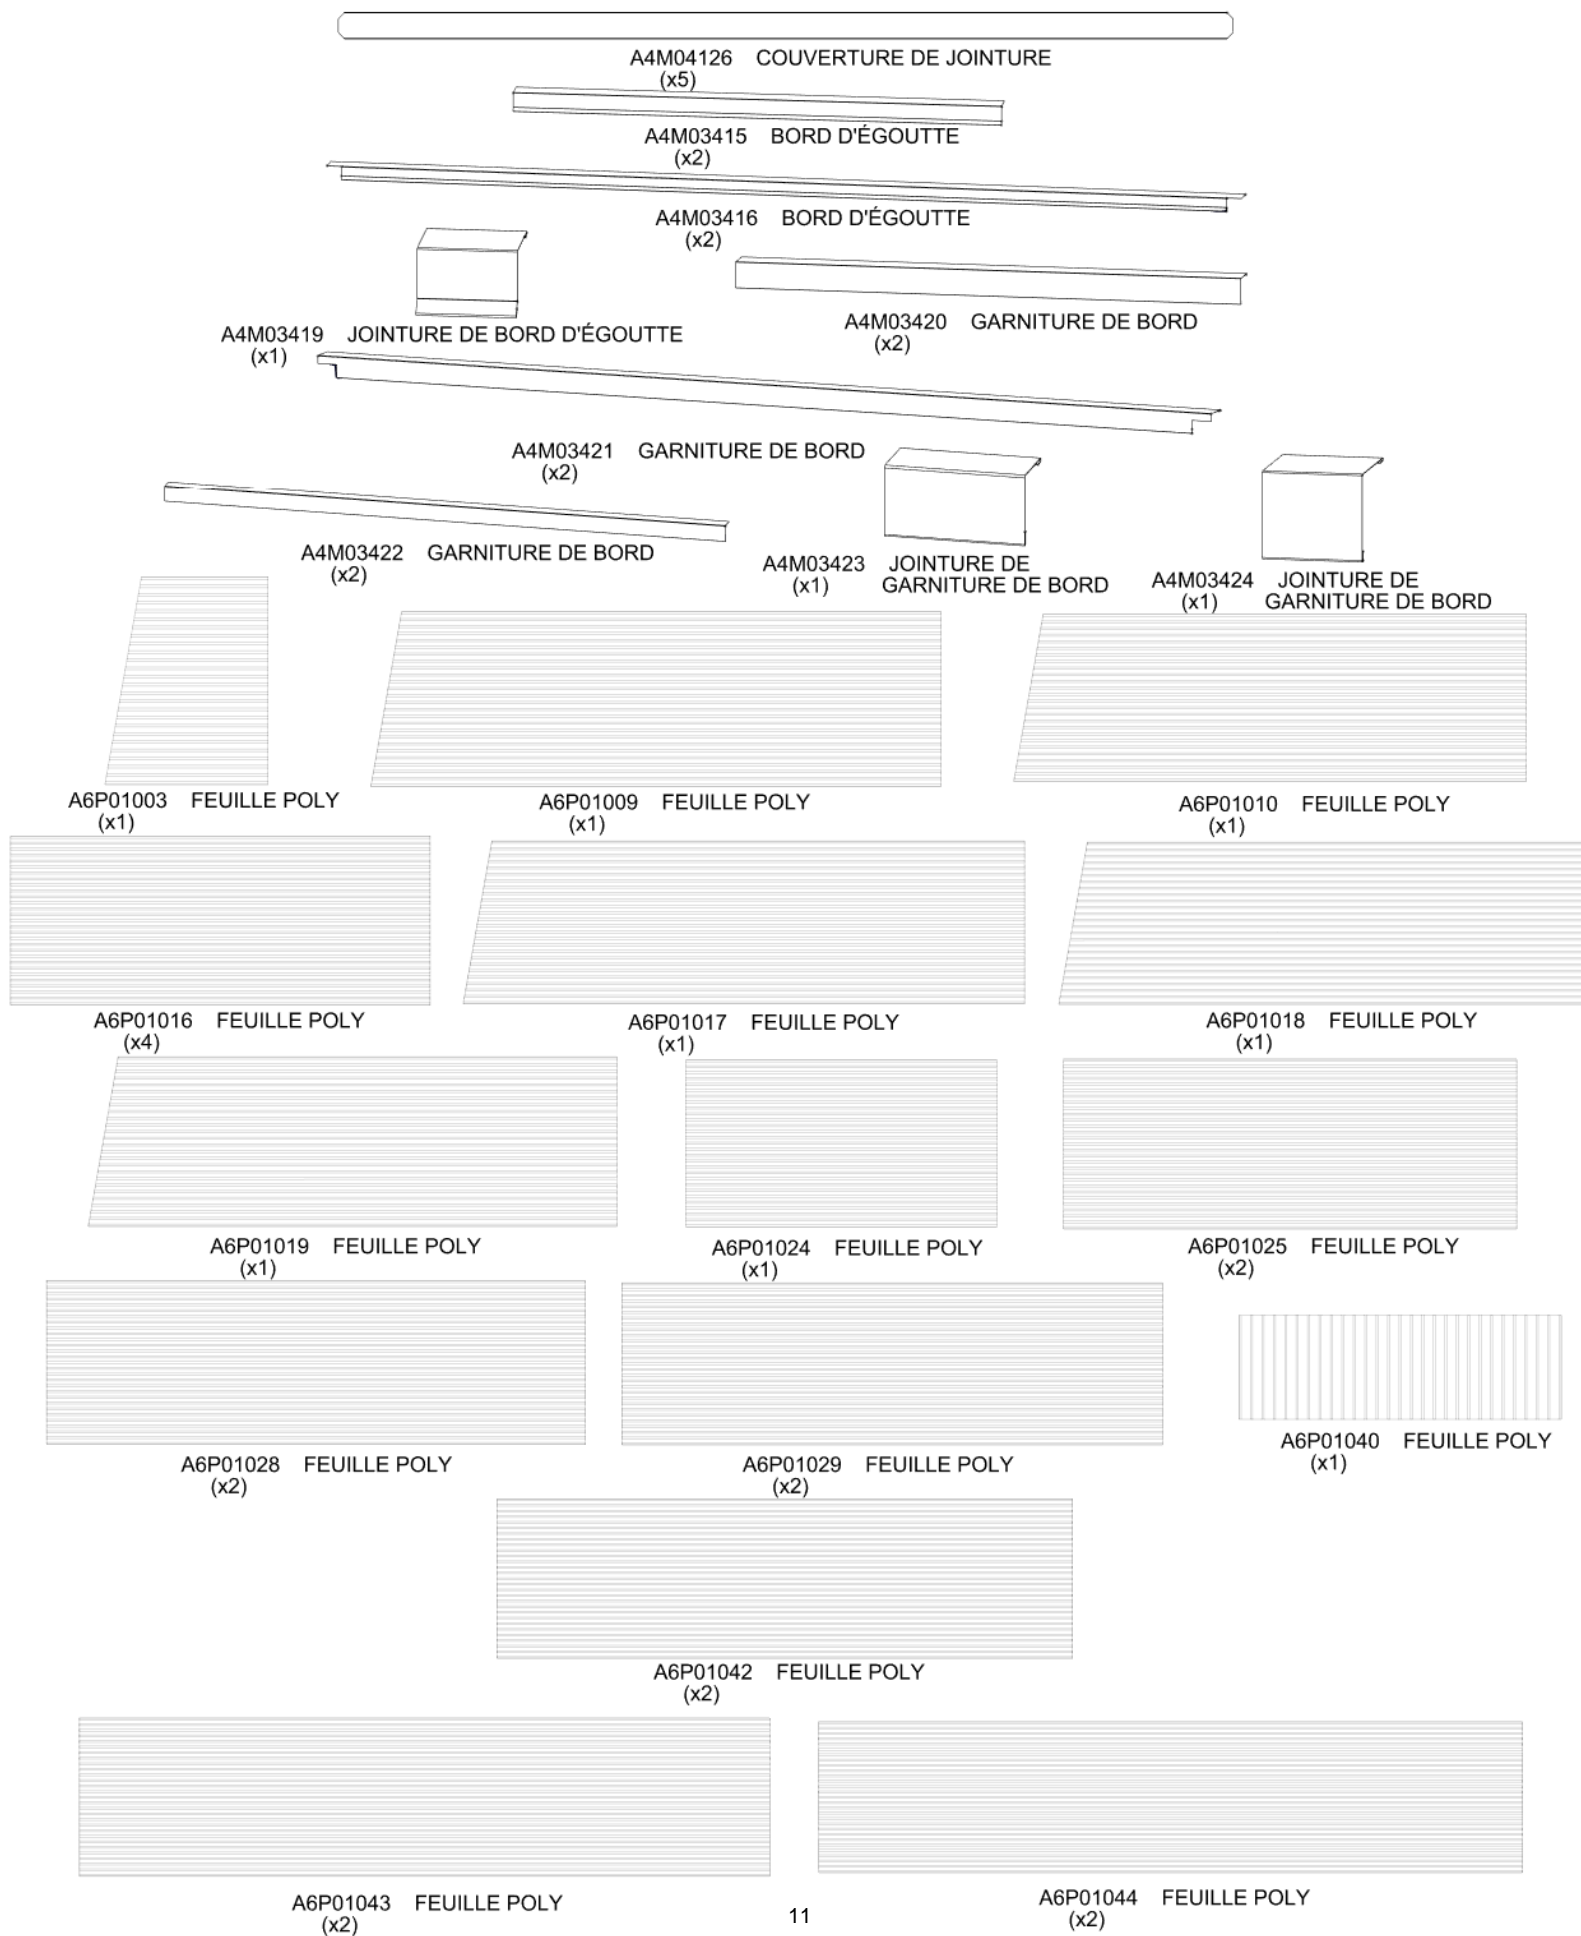 A4M04126 COUVERTURE DE JOINTURE
(x5)
A4M03415 BORD D'ÉGOUTTE
(x2)
A4M03416 BORD D'ÉGOUTTE
(x2)
A4M03419 JOINTURE DE BORD D'ÉGOUTTE
(x1)
A4M03420 GARNITURE DE BORD
(x2)
A4M03421 GARNITURE DE BORD
(x2)
A4M03422 GARNITURE DE BORD
(x2)
A4M03423 JOINTURE DE
GARNITURE DE BORD
(x1)
A4M03424 JOINTURE DE
GARNITURE DE BORD
(x1)
A6P01003 FEUILLE POLY
(x1)
A6P01009 FEUILLE POLY
(x1)
A6P01010 FEUILLE POLY
(x1)
A6P01016 FEUILLE POLY
(x4)
A6P01017 FEUILLE POLY
(x1)
A6P01018 FEUILLE POLY
(x1)
A6P01019 FEUILLE POLY
(x1)
A6P01024 FEUILLE POLY
(x1)
A6P01025 FEUILLE POLY
(x2)
A6P01028 FEUILLE POLY
(x2)
A6P01029 FEUILLE POLY
(x2)
A6P01040 FEUILLE POLY
(x1)
A6P01042 FEUILLE POLY
(x2)
A6P01043 FEUILLE POLY
(x2)
A6P01044 FEUILLE POLY
(x2)
11